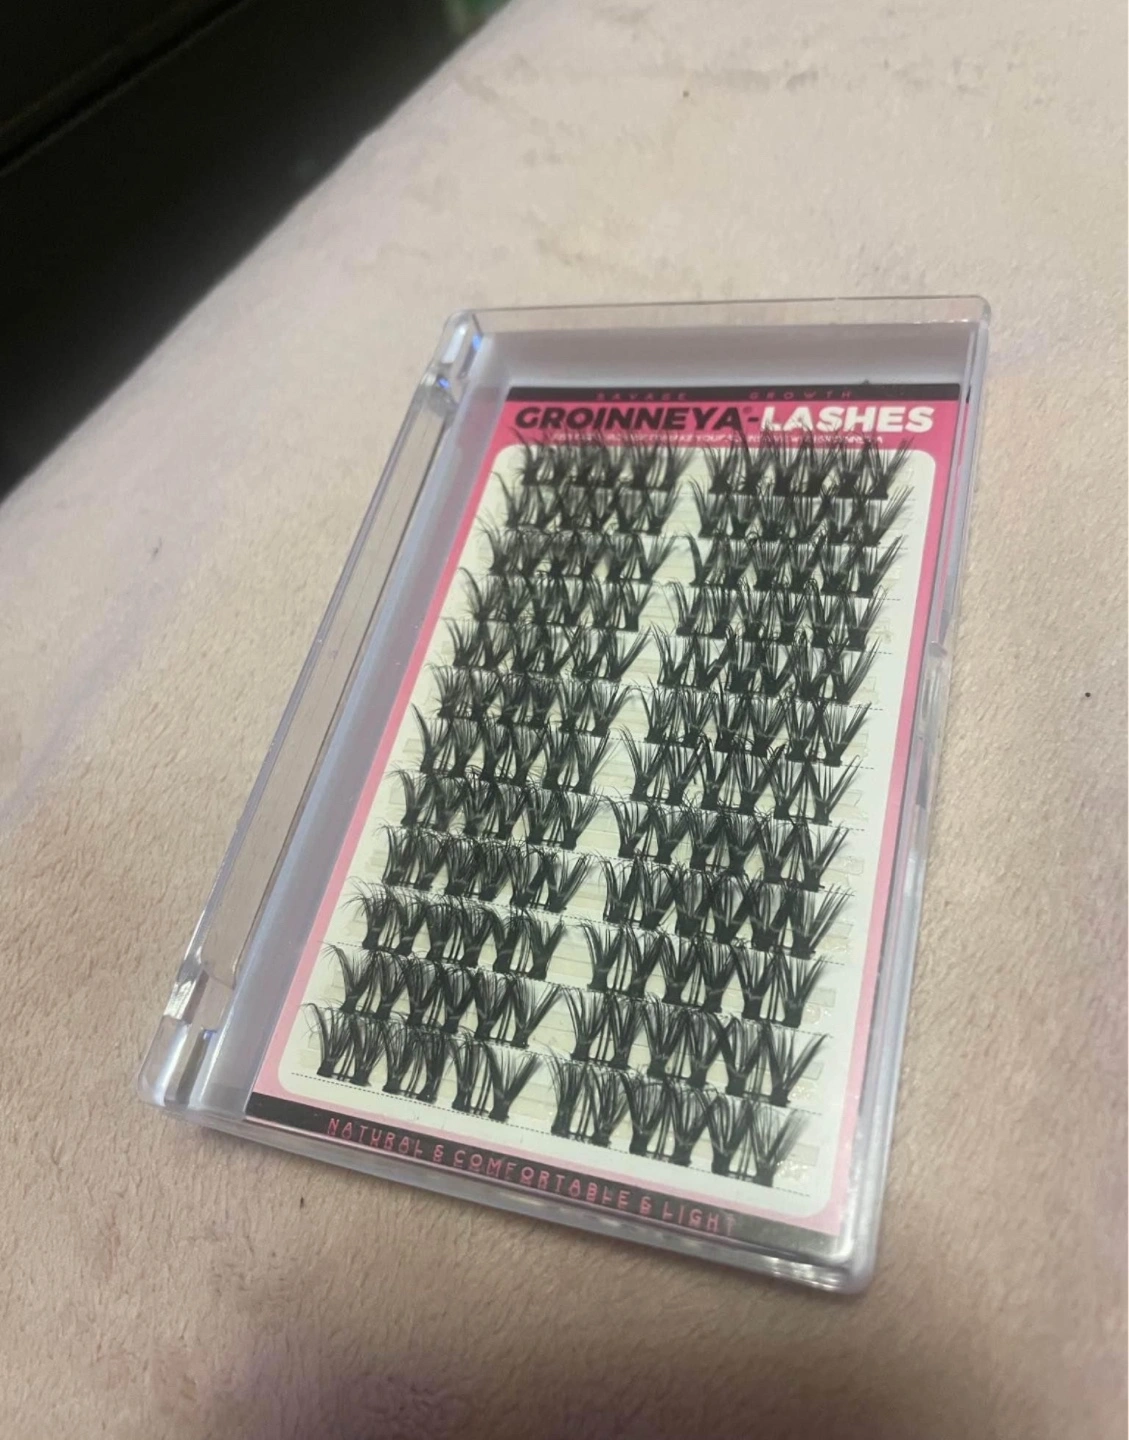 SAVAGE GROWTH
GROINNEYA®-LASHES
NATURAL & COMFORTABLE & LIGHT